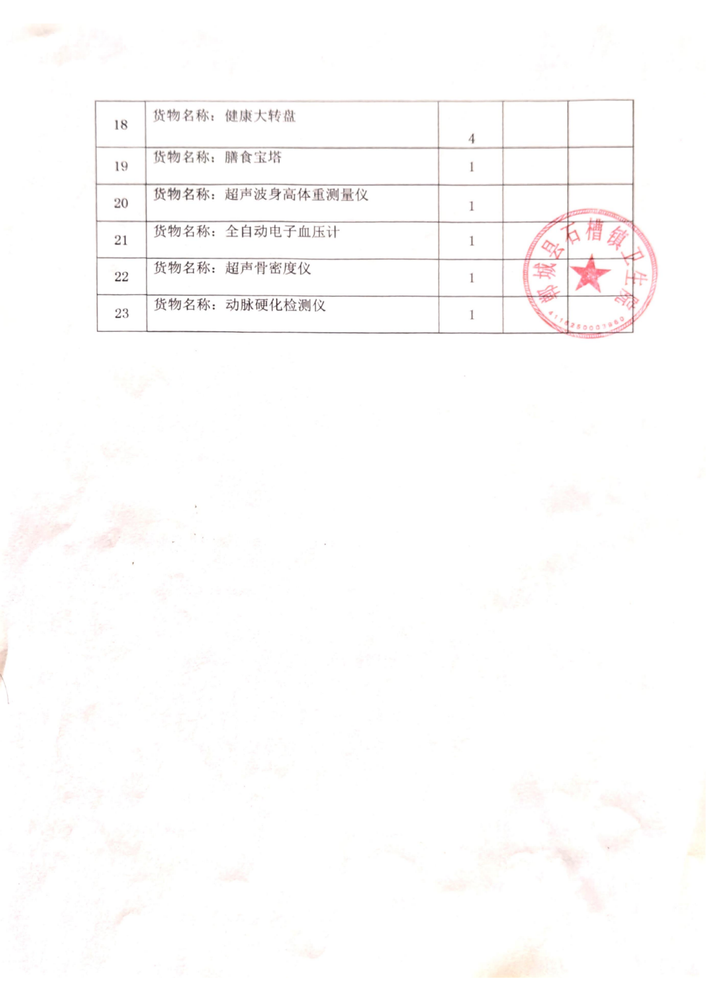 18 货物名称：健康大转盘 4
19 货物名称：膳食宝塔 1
20 货物名称：超声波身高体重测量仪 1
21 货物名称：全自动电子血压计 1
22 货物名称：超声骨密度仪 1
23 货物名称：动脉硬化检测仪 1
郸城县石槽镇卫生院
4116250003960